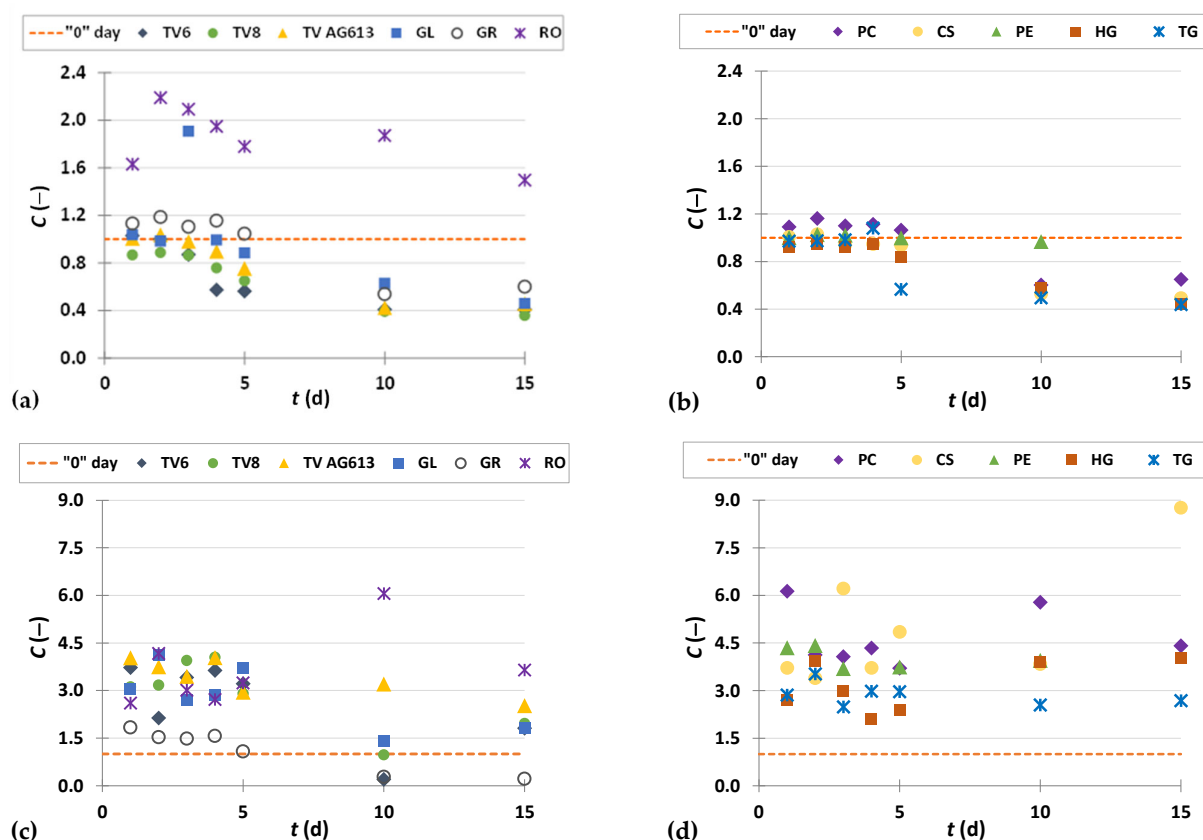 "0" day TV6 TV8 TV AG613 GL GR RO
2.4
2.0
1.6
1.2
0.8
0.4
0.0
C (−)
0 5 10 15
t (d)
(a)
"0" day PC CS PE HG TG
2.4
2.0
1.6
1.2
0.8
0.4
0.0
C (−)
0 5 10 15
t (d)
(b)
"0" day TV6 TV8 TV AG613 GL GR RO
9.0
7.5
6.0
4.5
3.0
1.5
0.0
C (−)
0 5 10 15
t (d)
(c)
"0" day PC CS PE HG TG
9.0
7.5
6.0
4.5
3.0
1.5
0.0
C (−)
0 5 10 15
t (d)
(d)